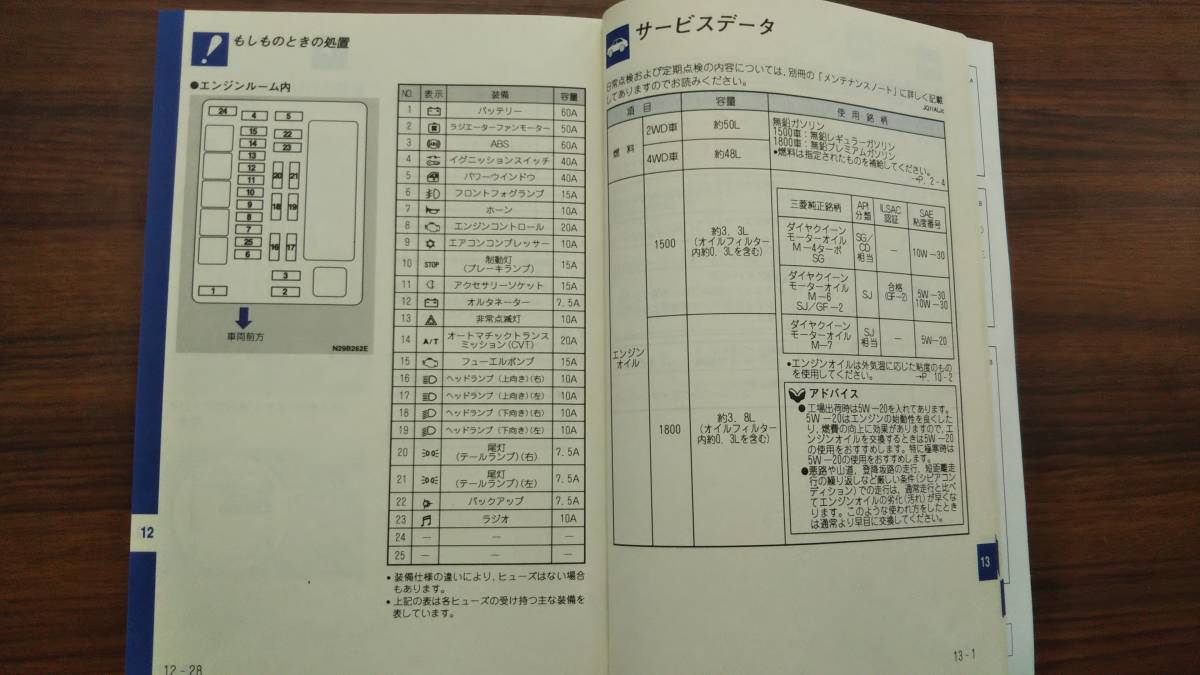 もしものときの処置
●エンジンルーム内
24 4 5
15 22
14 23
13
12 20 21
11
10
9 18 19
8
7
25 16 17
6
3
1 2
車両前方
N29B262E
NO. 表示 装備 容量
1 バッテリー 60A
2 ラジエーターファンモーター 50A
3 ABS 60A
4 イグニッションスイッチ 40A
5 パワーウインドウ 40A
6 フロントフォグランプ 15A
7 ホーン 10A
8 エンジンコントロール 20A
9 エアコンコンプレッサー 10A
10 STOP 制動灯
(ブレーキランプ) 15A
11 アクセサリーソケット 15A
12 オルタネーター 7.5A
13 非常点滅灯 10A
14 A/T オートマチックトランス
ミッション(CVT) 20A
15 フューエルポンプ 15A
16 ヘッドランプ(上向き)(右) 10A
17 ヘッドランプ(上向き)(左) 10A
18 ヘッドランプ(下向き)(右) 10A
19 ヘッドランプ(下向き)(左) 10A
20 尾灯
(テールランプ)(右) 7.5A
21 尾灯
(テールランプ)(左) 7.5A
22 バックアップ 7.5A
23 ラジオ 10A
24 − − −
25 − − −
•装備仕様の違いにより,ヒューズはない場合
もあります。
•上記の表は各ヒューズの受け持つ主な装備を
表しています。
12
12-28
サービスデータ
日常点検および定期点検の内容については,別冊の「メンテナンスノート」に詳しく記載
してありますのでお読みください。
項目 容量 使用銘柄
燃料 2WD車 約50L
4WD車 約48L
無鉛ガソリン
1500車:無鉛レギュラーガソリン
1800車:無鉛プレミアムガソリン
•燃料は指定されたものを補給してください。
→P. 2-4
エンジン
オイル
1500 約3.3L
(オイルフィルター
内約0.3Lを含む)
1800 約3.8L
(オイルフィルター
内約0.3Lを含む)
三菱純正銘柄 API
分類 ILSAC
認証 SAE
粘度番号
ダイヤクイーン
モーターオイル
M-4ターボ
SG SG/
CD
相当 − 10W-30
ダイヤクイーン
モーターオイル
M-6
SJ/GF-2 SJ 合格
(GF-2) 5W-30
10W-30
ダイヤクイーン
モーターオイル
M-7 SJ
相当 − 5W-20
•エンジンオイルは外気温に応じた粘度のもの
を使用してください。 →P. 10-2
アドバイス
●工場出荷時は5W-20を入れてあります。
5W-20はエンジンの始動性を良くした
り,燃費の向上に効果がありますので,エ
ンジンオイルを交換するときは5W-20
の使用をおすすめします。特に極寒時は
5W-20の使用をおすすめします。
●悪路や山道,登降坂路の走行,短距離走
行の繰り返しなど厳しい条件(シビアコン
ディション)での走行は,通常走行と比べ
てエンジンオイルの劣化(汚れ)が早くな
ります。このような使われ方をしたとき
は通常より早目に交換してください。
13
13-1